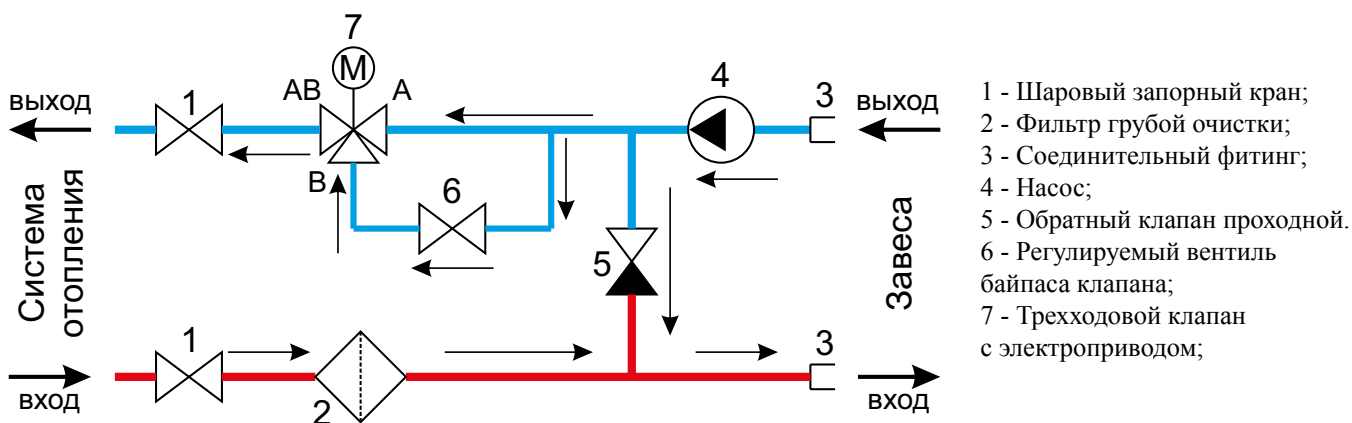 7
М
АВ
А
4
1
3
выход
выход
В
6
5
Система
отопления
Завеса
1
2
3
вход
вход
1 - Шаровый запорный кран;
2 - Фильтр грубой очистки;
3 - Соединительный фитинг;
4 - Насос;
5 - Обратный клапан проходной.
6 - Регулируемый вентиль
байпаса клапана;
7 - Трехходовой клапан
с электроприводом;